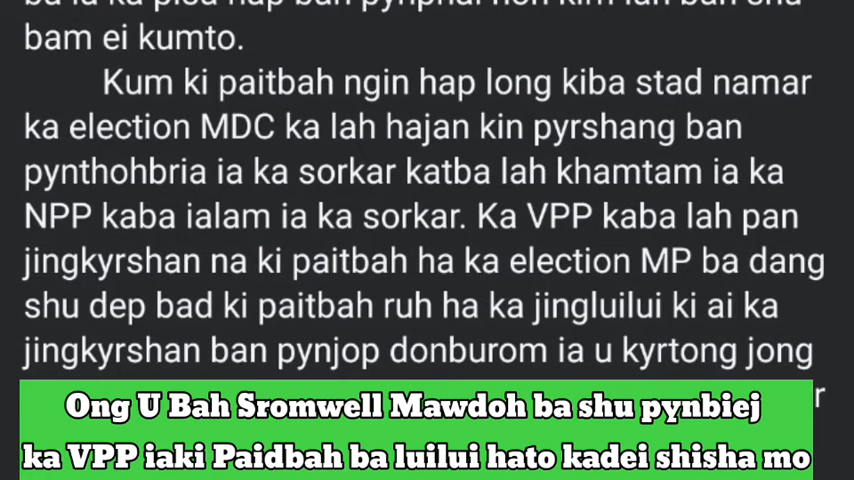 bam ei kumto.
Kum ki paitbah ngin hap long kiba stad namar
ka election MDC ka lah hajan kin pyrshang ban
pynthohbria ia ka sorkar katba lah khamtam ia ka
NPP kaba ialam ia ka sorkar. Ka VPP kaba lah pan
jingkyrshan na ki paitbah ha ka election MP ba dang
shu dep bad ki paitbah ruh ha ka jingluilui ki ai ka
jingkyrshan ban pynjop donburom ia u kyrtong jong
Ong U Bah Sromwell Mawdoh ba shu pynbiej
ka VPP iaki Paidbah ba luilui hato kadei shisha mo